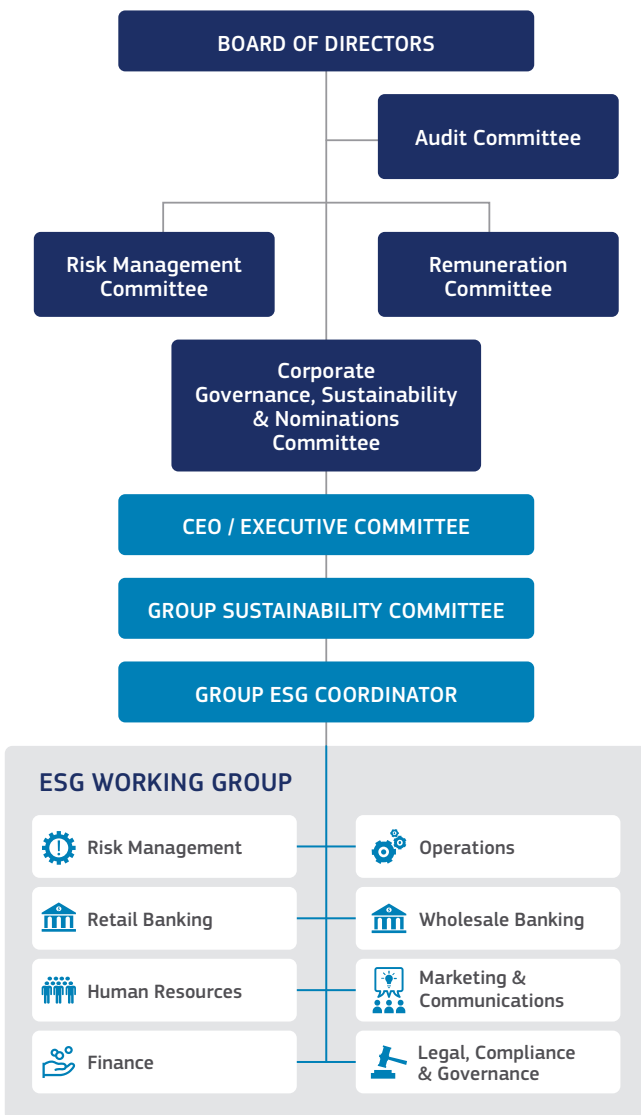 BOARD OF DIRECTORS
Audit Committee
Risk Management
Committee
Remuneration
Committee
Corporate
Governance, Sustainability
& Nominations
Committee
CEO / EXECUTIVE COMMITTEE
GROUP SUSTAINABILITY COMMITTEE
GROUP ESG COORDINATOR
ESG WORKING GROUP
Risk Management
Operations
Retail Banking
Wholesale Banking
Human Resources
Marketing &
Communications
Finance
Legal, Compliance
& Governance